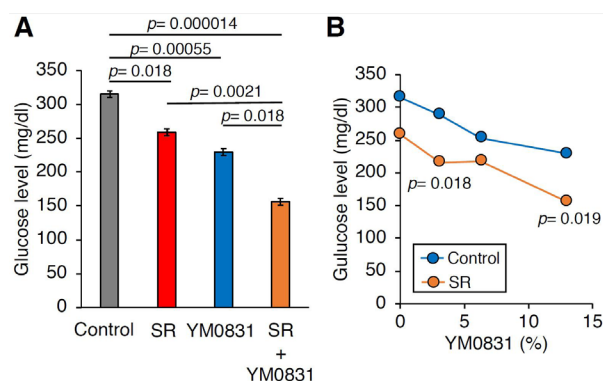 A
p= 0.000014
p= 0.00055
p= 0.018
p= 0.0021
p= 0.018
Glucose level (mg/dl)
350
300
250
200
150
100
50
0
Control
SR
YM0831
SR
+
YM0831
B
Gulucose level (mg/dl)
350
300
250
200
150
100
50
0
p= 0.018
p= 0.019
Control
SR
0 5 10 15
YM0831 (%)